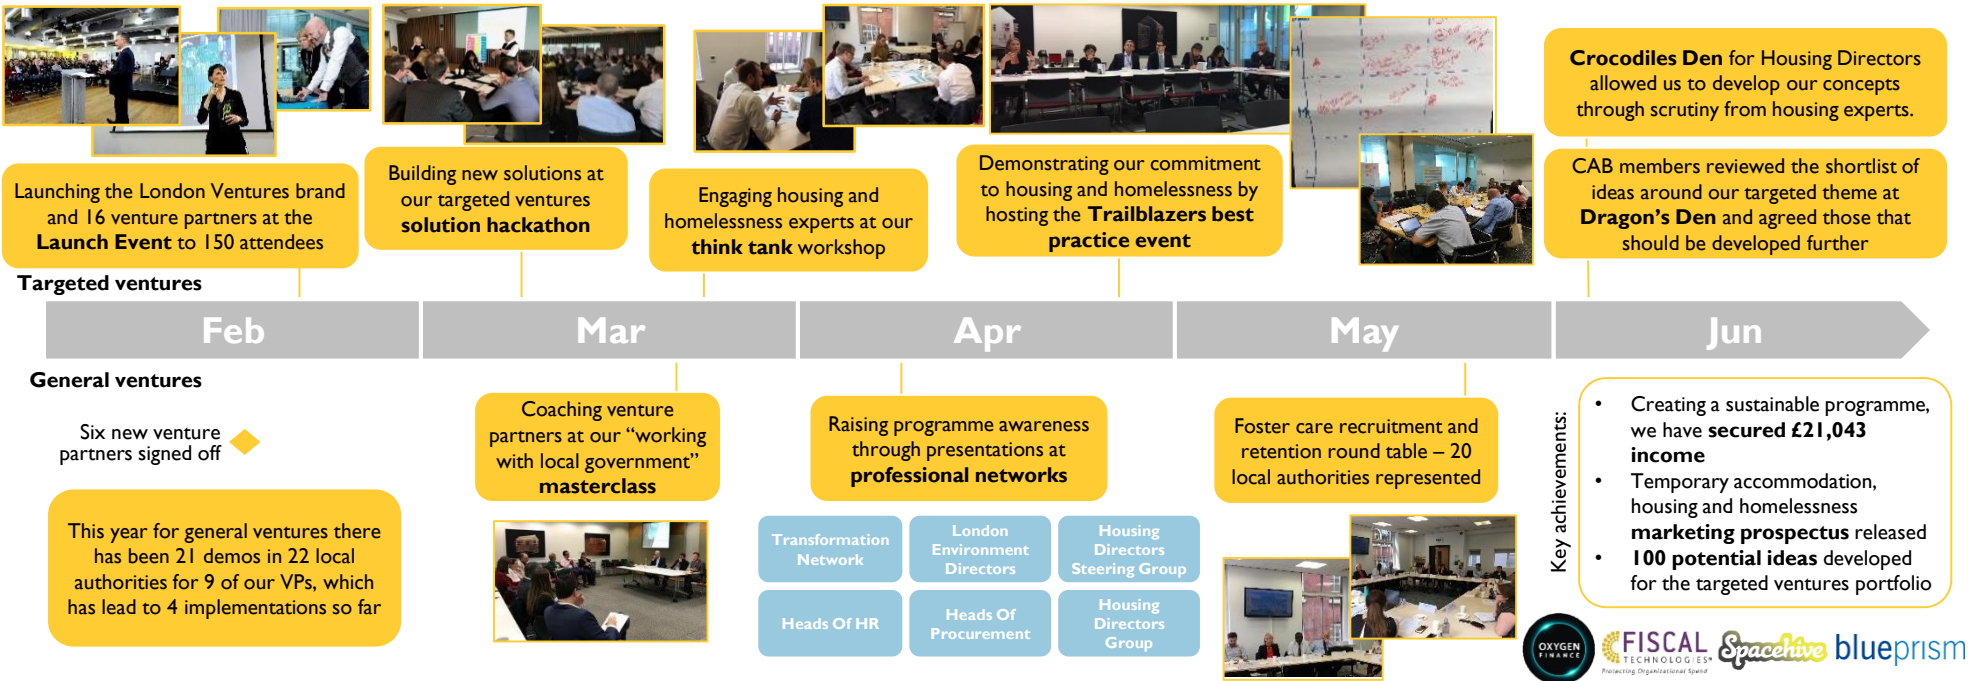 Launching the London Ventures brand
and 16 venture partners at the
Launch Event to 150 attendees
Building new solutions at
our targeted ventures
solution hackathon
Engaging housing and
homelessness experts at our
think tank workshop
Demonstrating our commitment
to housing and homelessness by
hosting the Trailblazers best
practice event
Crocodiles Den for Housing Directors
allowed us to develop our concepts
through scrutiny from housing experts.
CAB members reviewed the shortlist of
ideas around our targeted theme at
Dragon's Den and agreed those that
should be developed further
Targeted ventures
Feb
Mar
Apr
May
Jun
General ventures
Six new venture
partners signed off
This year for general ventures there
has been 21 demos in 22 local
authorities for 9 of our VPs, which
has lead to 4 implementations so far
Coaching venture
partners at our “working
with local government”
masterclass
Raising programme awareness
through presentations at
professional networks
Transformation
Network
London
Environment
Directors
Housing
Directors
Steering Group
Heads Of HR
Heads Of
Procurement
Housing
Directors
Group
Foster care recruitment and
retention round table – 20
local authorities represented
Key achievements:
• Creating a sustainable programme,
we have secured £21,043
income
• Temporary accommodation,
housing and homelessness
marketing prospectus released
• 100 potential ideas developed
for the targeted ventures portfolio
OXYGEN
FINANCE
FISCAL
TECHNOLOGIES
Protecting Organizational Spend
Spacehive
blueprism